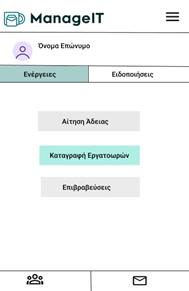 ManageIT
Όνομα Επώνυμο
Ενέργειες
Ειδοποιήσεις
Αίτηση Άδειας
Καταγραφή Εργατοωρών
Επιβραβεύσεις